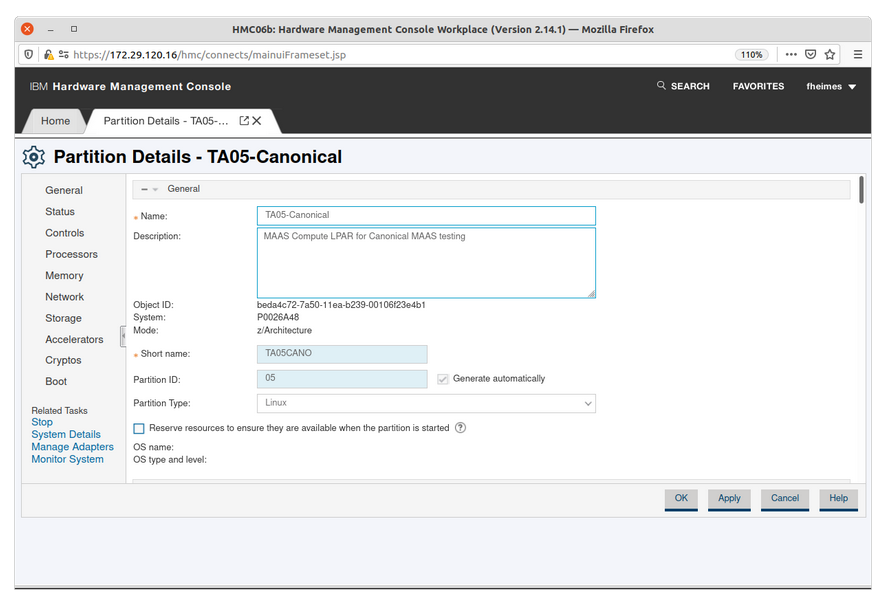 HMC06b: Hardware Management Console Workplace (Version 2.14.1) — Mozilla Firefox
https://172.29.120.16/hmc/connects/mainuiFrameset.jsp
110%
IBM Hardware Management Console
SEARCH
FAVORITES
fheimes
Home
Partition Details - TA05-...
Partition Details - TA05-Canonical
General
Status
Controls
Processors
Memory
Network
Storage
Accelerators
Cryptos
Boot
Related Tasks
Stop
System Details
Manage Adapters
Monitor System
General
* Name: TA05-Canonical
Description: MAAS Compute LPAR for Canonical MAAS testing
Object ID: beda4c72-7a50-11ea-b239-00106f23e4b1
System: P0026A48
Mode: z/Architecture
* Short name: TA05CANO
Partition ID: 05 Generate automatically
Partition Type: Linux
Reserve resources to ensure they are available when the partition is started ?
OS name:
OS type and level:
OK Apply Cancel Help